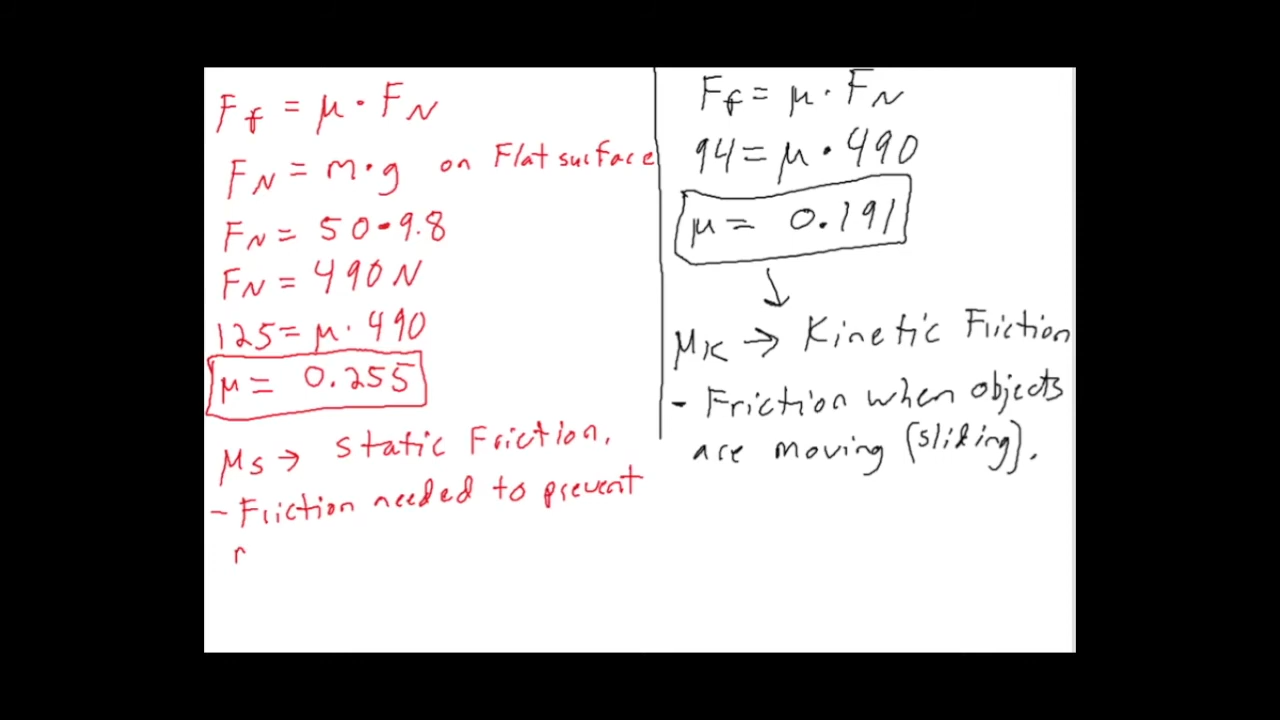 Ff = μ · FN
FN = m·g on Flat surface
FN = 50·9.8
FN = 490N
125 = μ · 490
μ = 0.255
μs → static Friction.
- Friction needed to prevent
Ff = μ · FN
94 = μ · 490
μ = 0.191
μK → Kinetic Friction
- Friction when objects
are moving (sliding).